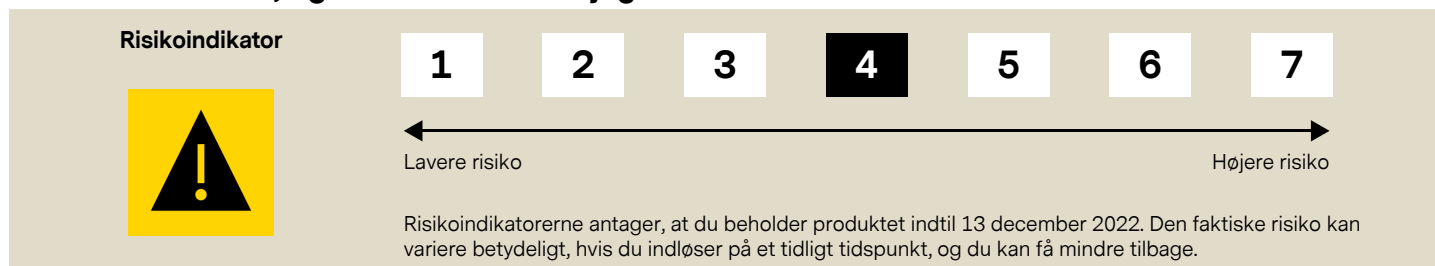 Risikoindikator
1 2 3 4 5 6 7
Lavere risiko Højere risiko
Risikoindikatorerne antager, at du beholder produktet indtil 13 december 2022. Den faktiske risiko kan
variere betydeligt, hvis du indløser på et tidligt tidspunkt, og du kan få mindre tilbage.